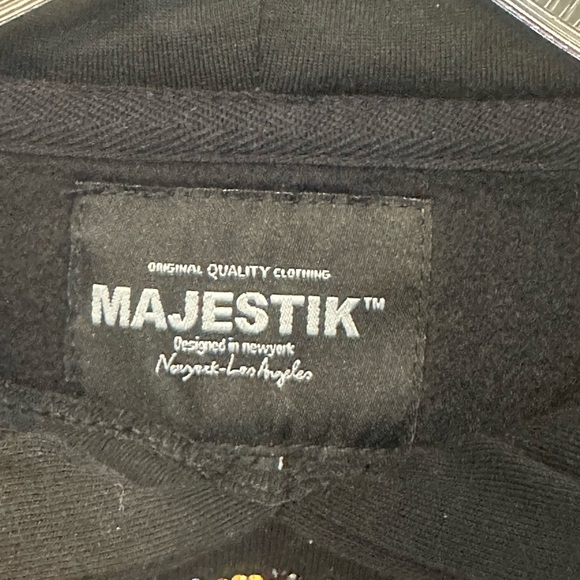 ORIGINAL QUALITY CLOTHING
MAJESTIK™
Designed in newyork
Newyork-Los Angeles